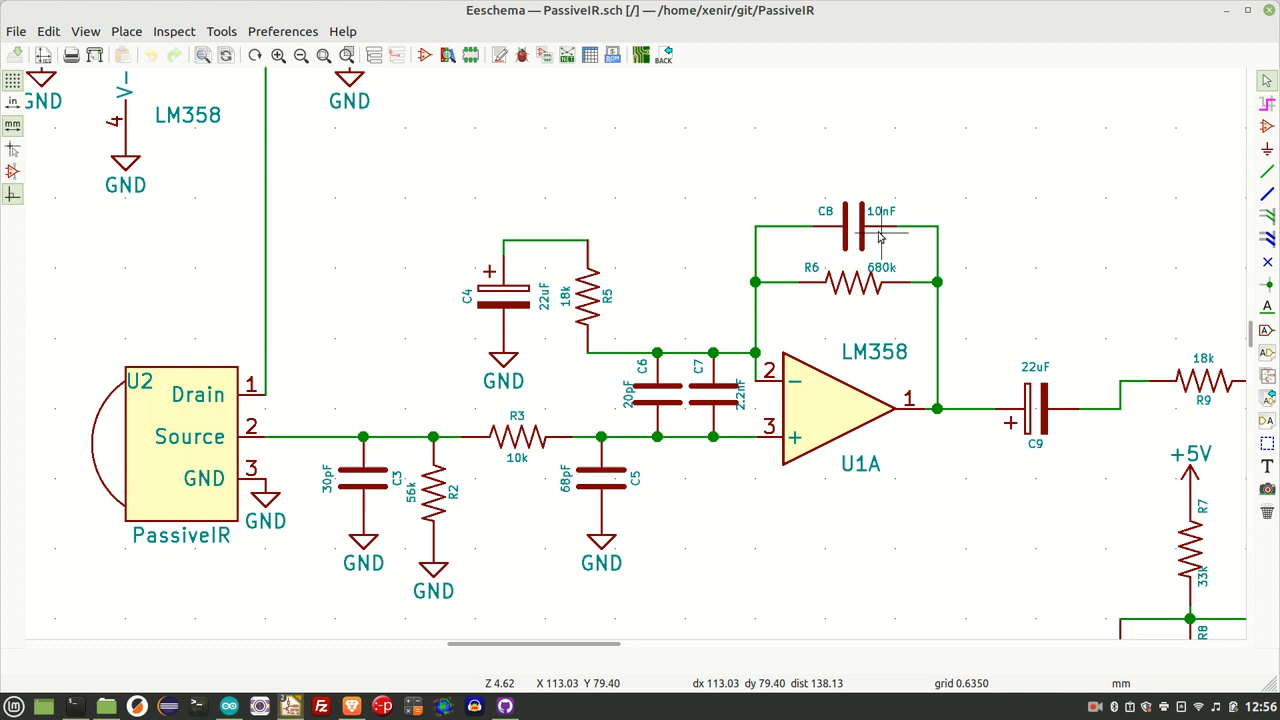 Eeschema — PassiveIR.sch [/] — /home/xenir/git/PassiveIR
File Edit View Place Inspect Tools Preferences Help
BACK
in
mm
GND
V-
4
LM358
GND
GND
C8 10nF
R6 680k
C4
22uF
18k
R5
GND
C6
20pF
C7
2.2nF
LM358
2
−
3
+
1
U1A
22uF
+
C9
18k
R9
U2
Drain
1
Source
2
GND
3
GND
PassiveIR
30pF
C3
GND
56k
R2
GND
R3
10k
68pF
C5
GND
+5V
R7
33k
R8
Z 4.62 X 113.03 Y 79.40 dx 113.03 dy 79.40 dist 138.13 grid 0.6350 mm
12:56